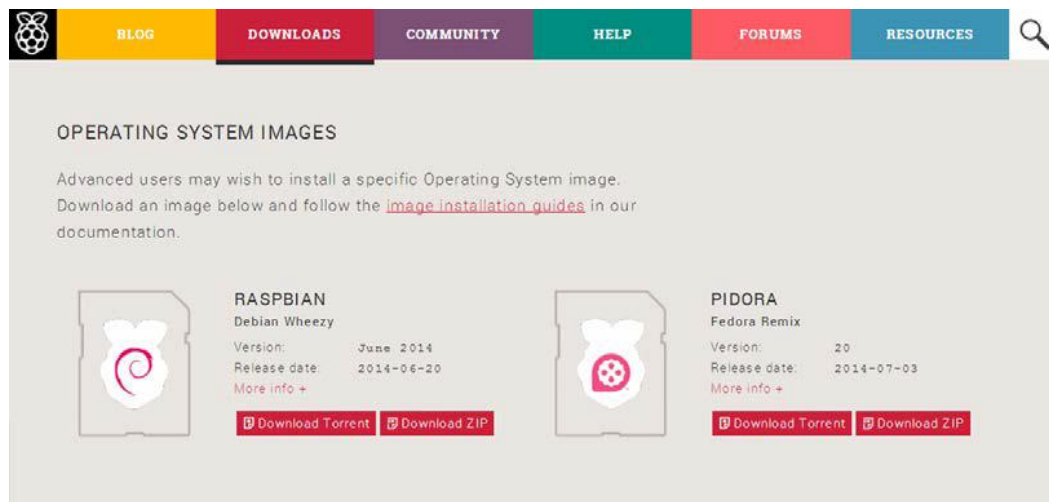 BLOG DOWNLOADS COMMUNITY HELP FORUMS RESOURCES
OPERATING SYSTEM IMAGES
Advanced users may wish to install a specific Operating System image.
Download an image below and follow the image installation guides in our
documentation.
RASPBIAN
Debian Wheezy
Version: June 2014
Release date: 2014-06-20
More info +
Download Torrent Download ZIP
PIDORA
Fedora Remix
Version: 20
Release date: 2014-07-03
More info +
Download Torrent Download ZIP